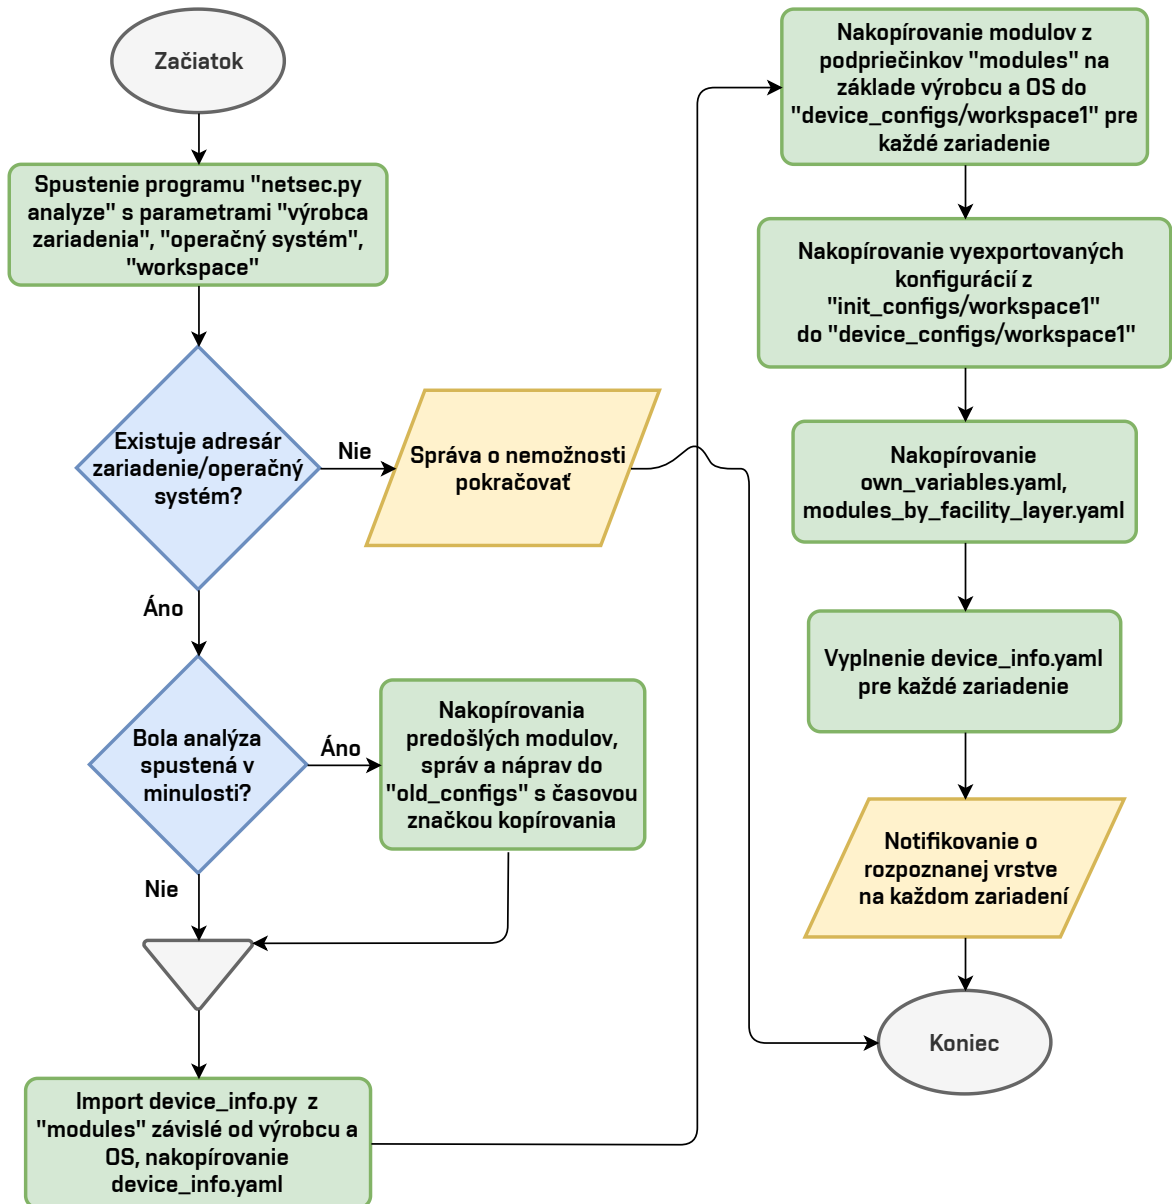 Začiatok
Spustenie programu "netsec.py
analyze" s parametrami "výrobca
zariadenia", "operačný systém",
"workspace"
Existuje adresár
zariadenie/operačný
systém?
Nie
Správa o nemožnosti
pokračovať
Áno
Bola analýza
spustená v
minulosti?
Áno
Nakopírovania
predošlých modulov,
správ a náprav do
"old_configs" s časovou
značkou kopírovania
Nie
Import device_info.py z
"modules" závislé od výrobcu a
OS, nakopírovanie
device_info.yaml
Nakopírovanie modulov z
podpriečinkov "modules" na
základe výrobcu a OS do
"device_configs/workspace1" pre
každé zariadenie
Nakopírovanie vyexportovaných
konfigurácií z
"init_configs/workspace1"
do "device_configs/workspace1"
Nakopírovanie
own_variables.yaml,
modules_by_facility_layer.yaml
Vyplnenie device_info.yaml
pre každé zariadenie
Notifikovanie o
rozpoznanej vrstve
na každom zariadení
Koniec